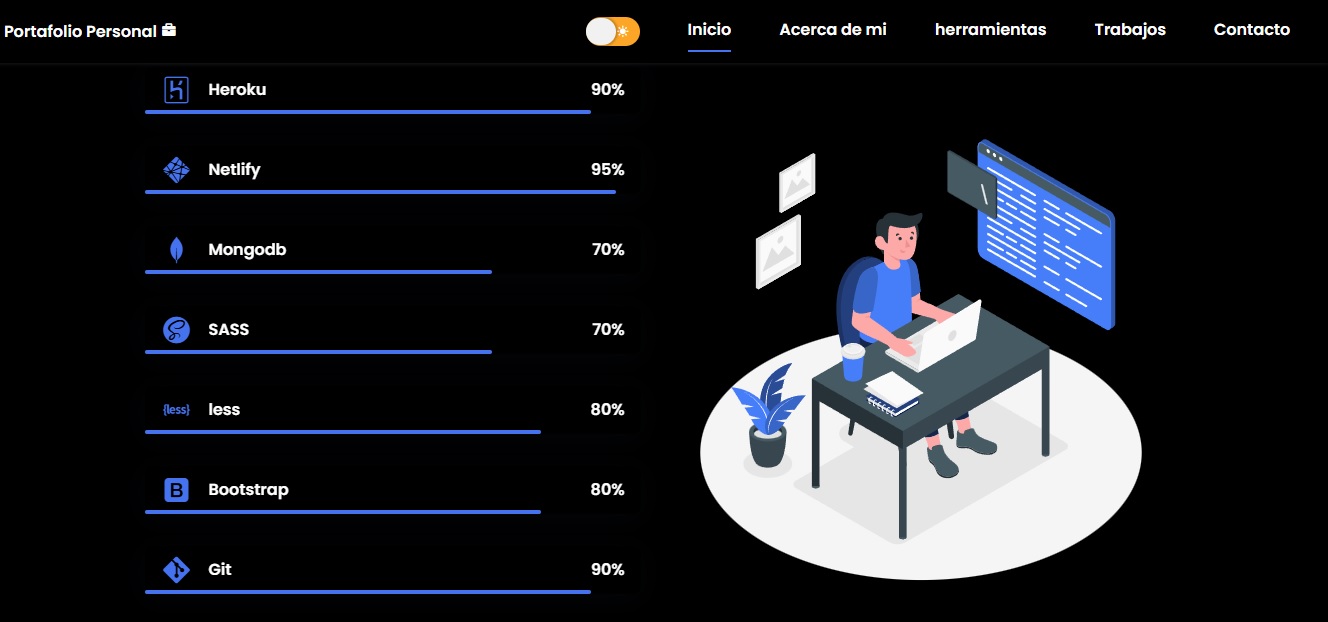 Portafolio Personal
Inicio
Acerca de mi
herramientas
Trabajos
Contacto
Heroku 90%
Netlify 95%
Mongodb 70%
SASS 70%
{less} less 80%
B Bootstrap 80%
Git 90%